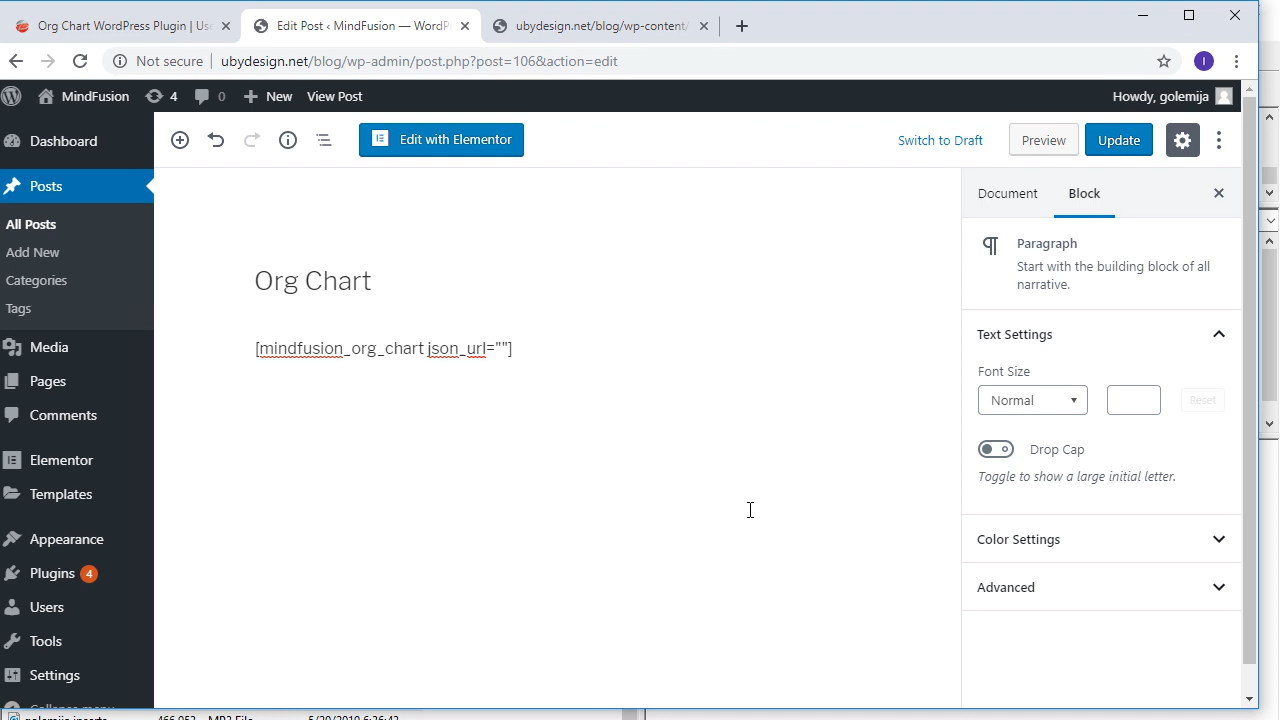 Org Chart WordPress Plugin | Use
Edit Post ‹ MindFusion — WordP
ubydesign.net/blog/wp-content/
Not secure
ubydesign.net/blog/wp-admin/post.php?post=106&action=edit
MindFusion
4
0
New
View Post
Howdy, golemija
Dashboard
Posts
All Posts
Add New
Categories
Tags
Media
Pages
Comments
Elementor
Templates
Appearance
Plugins 4
Users
Tools
Settings
Collapse menu
Edit with Elementor
Switch to Draft
Preview
Update
Org Chart
[mindfusion_org_chart json_url=""]
Document
Block
Paragraph
Start with the building block of all
narrative.
Text Settings
Font Size
Normal
Reset
Drop Cap
Toggle to show a large initial letter.
Color Settings
Advanced